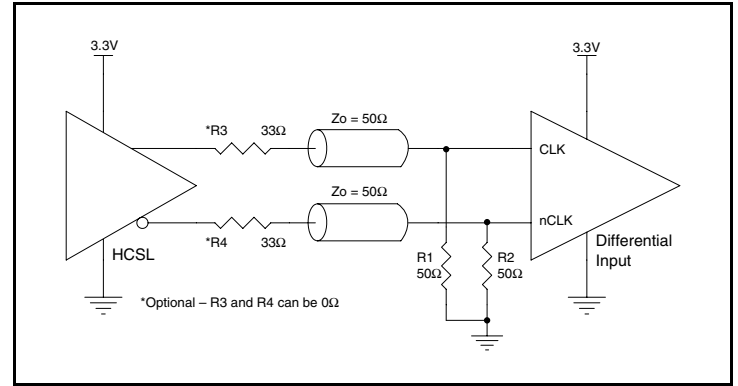 3.3V
3.3V
*R3
33Ω
Zo = 50Ω
CLK
Zo = 50Ω
nCLK
*R4
33Ω
HCSL
R1
50Ω
R2
50Ω
Differential
Input
*Optional – R3 and R4 can be 0Ω